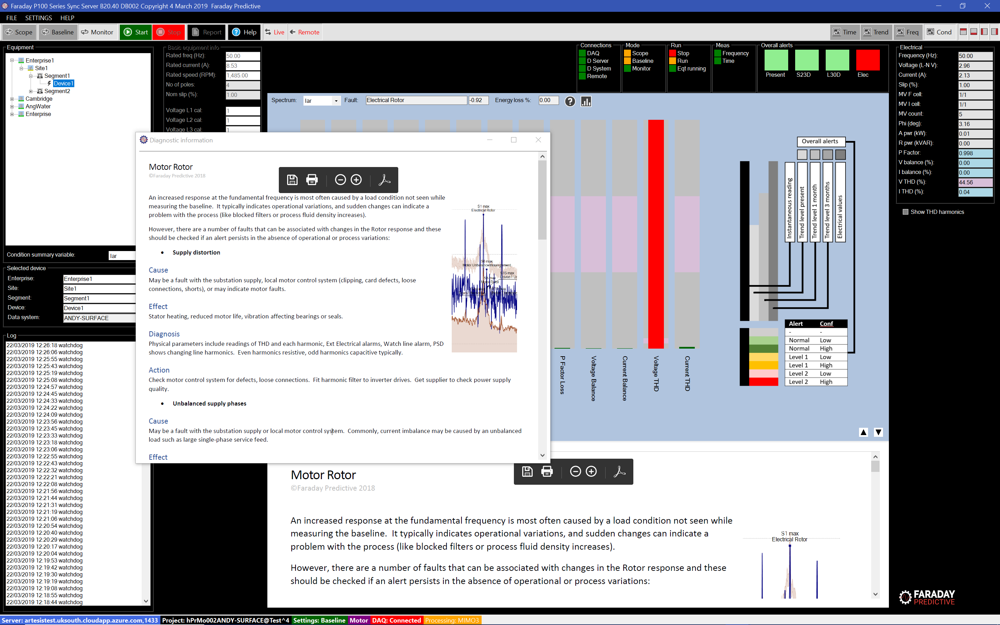 Faraday P100 Series Sync Server B20.40 DB002 Copyright 4 March 2019  Faraday Predictive
FILE SETTINGS HELP
Scope Baseline Monitor Start Stop Report Help Live Remote Time Trend Freq Cond
Equipment
Enterprise1
Site1
Segment1
Device1
Segment2
Cambridge
AngWater
Enterprise
Condition summary variable: Iar
Selected device
Enterprise: Enterprise1
Site: Site1
Segment: Segment1
Device: Device1
Data system: ANDY-SURFACE
Log
22/03/2019 12:26:18 watchdog
22/03/2019 12:26:06 watchdog
22/03/2019 12:25:55 watchdog
22/03/2019 12:25:43 watchdog
22/03/2019 12:25:19 watchdog
22/03/2019 12:25:08 watchdog
22/03/2019 12:24:57 watchdog
22/03/2019 12:24:45 watchdog
22/03/2019 12:24:33 watchdog
22/03/2019 12:24:22 watchdog
22/03/2019 12:24:09 watchdog
22/03/2019 12:23:56 watchdog
22/03/2019 12:23:45 watchdog
22/03/2019 12:23:33 watchdog
22/03/2019 12:23:18 watchdog
22/03/2019 12:23:06 watchdog
22/03/2019 12:22:55 watchdog
22/03/2019 12:22:43 watchdog
22/03/2019 12:22:32 watchdog
22/03/2019 12:22:21 watchdog
22/03/2019 12:22:08 watchdog
22/03/2019 12:21:56 watchdog
22/03/2019 12:21:44 watchdog
22/03/2019 12:21:31 watchdog
22/03/2019 12:21:19 watchdog
22/03/2019 12:21:06 watchdog
22/03/2019 12:20:54 watchdog
22/03/2019 12:20:40 watchdog
22/03/2019 12:20:29 watchdog
22/03/2019 12:20:17 watchdog
22/03/2019 12:20:04 watchdog
22/03/2019 12:19:53 watchdog
22/03/2019 12:19:42 watchdog
22/03/2019 12:19:30 watchdog
22/03/2019 12:19:19 watchdog
22/03/2019 12:19:08 watchdog
22/03/2019 12:18:55 watchdog
22/03/2019 12:18:44 watchdog
Basic equipment info
Rated freq (Hz): 50.00
Rated current (A): 8.53
Rated speed (RPM): 1,485.00
No of poles: 4
Nom slip (%): 1.00
Voltage L1 cal: 1
Voltage L2 cal: 1
Voltage L3 cal: 1
Connections
DAQ
D Server
D System
Remote
Mode
Scope
Baseline
Monitor
Run
Stop
Run
Eqt running
Meas
Frequency
Time
Overall alerts
Present S23D L30D Elec
Spectrum: Iar Fault: Electrical Rotor -0.92 Energy loss %: 0.00
Diagnostic information
Motor Rotor
©Faraday Predictive 2018
An increased response at the fundamental frequency is most often caused by a load condition not seen while
measuring the baseline.  It typically indicates operational variations, and sudden changes can indicate a
problem with the process (like blocked filters or process fluid density increases).
However, there are a number of faults that can be associated with changes in the Rotor response and these
should be checked if an alert persists in the absence of operational or process variations:
• Supply distortion
Cause
May be a fault with the substation supply, local motor control system (clipping, card defects, loose
connections, shorts), or may indicate motor faults.
Effect
Stator heating, reduced motor life, vibration affecting bearings or seals.
Diagnosis
Physical parameters include readings of THD and each harmonic, Ext Electrical alarms, Watch line alarm, PSD
shows changing line harmonics.  Even harmonics resistive, odd harmonics capacitive typically.
Action
Check motor control system for defects, loose connections.  Fit harmonic filter to inverter drives.  Get supplier to check power supply
quality.
• Unbalanced supply phases
Cause
May be a fault with the substation supply or local motor control system.  Commonly, current imbalance may be caused by an unbalanced
load such as large single-phase service feed.
Effect
S1 max
Electrical Rotor
S6 max
Motor Unbalance/misalignment
S15 max
Driven1 Ur
S5 max
Motor Rotor
P Factor Loss
Voltage Balance
Current Balance
Voltage THD
Current THD
Overall alerts
Instantaneous reading
Trend level present
Trend level 1 month
Trend level 3 months
Electrical values
Alert Conf
- -
Normal Low
Normal High
Level 1 Low
Level 1 High
Level 2 Low
Level 2 High
Motor Rotor
©Faraday Predictive 2018
An increased response at the fundamental frequency is most often caused by a load condition not seen while
measuring the baseline.  It typically indicates operational variations, and sudden changes can indicate a
problem with the process (like blocked filters or process fluid density increases).
However, there are a number of faults that can be associated with changes in the Rotor response and these
should be checked if an alert persists in the absence of operational or process variations:
S1 max
Electrical Rotor
Electrical
Frequency (Hz): 50.00
Voltage (L-N V): 2.96
Current (A): 2.13
Slip (%): 1.00
MV F cell: 1/1
MV I cell: 1/1
MV count: 5
Phi (deg): 3.16
A pwr (kW): 0.01
R pwr (kVAR): 0.00
P Factor: 0.998
V balance (%): 0.00
I balance (%): 0.00
V THD (%): 44.56
I THD (%): 0.04
Show THD harmonics
FARADAY
PREDICTIVE
Server: artesistest.uksouth.cloudapp.azure.com,1433 Project: hPrMo002ANDY-SURFACE@Test^4 Settings: Baseline Motor DAQ: Connected Processing: MIMO3